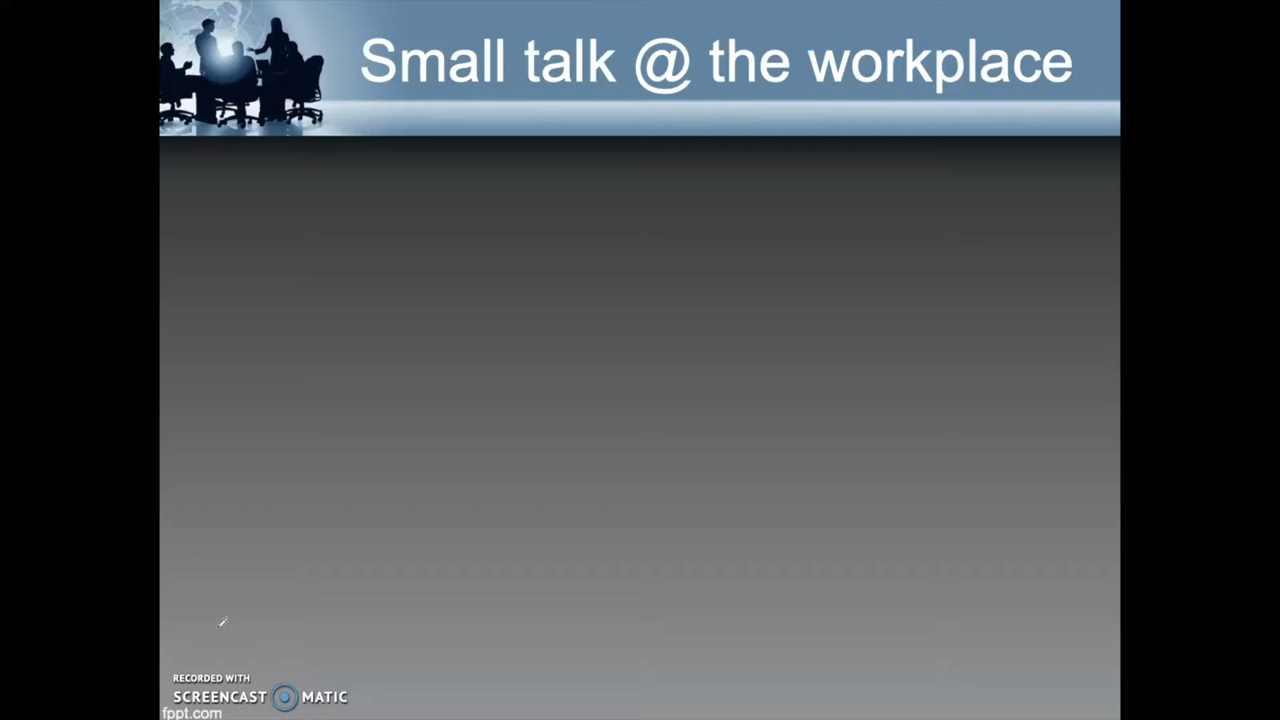 Small talk @ the workplace
RECORDED WITH
SCREENCAST MATIC
fppt.com